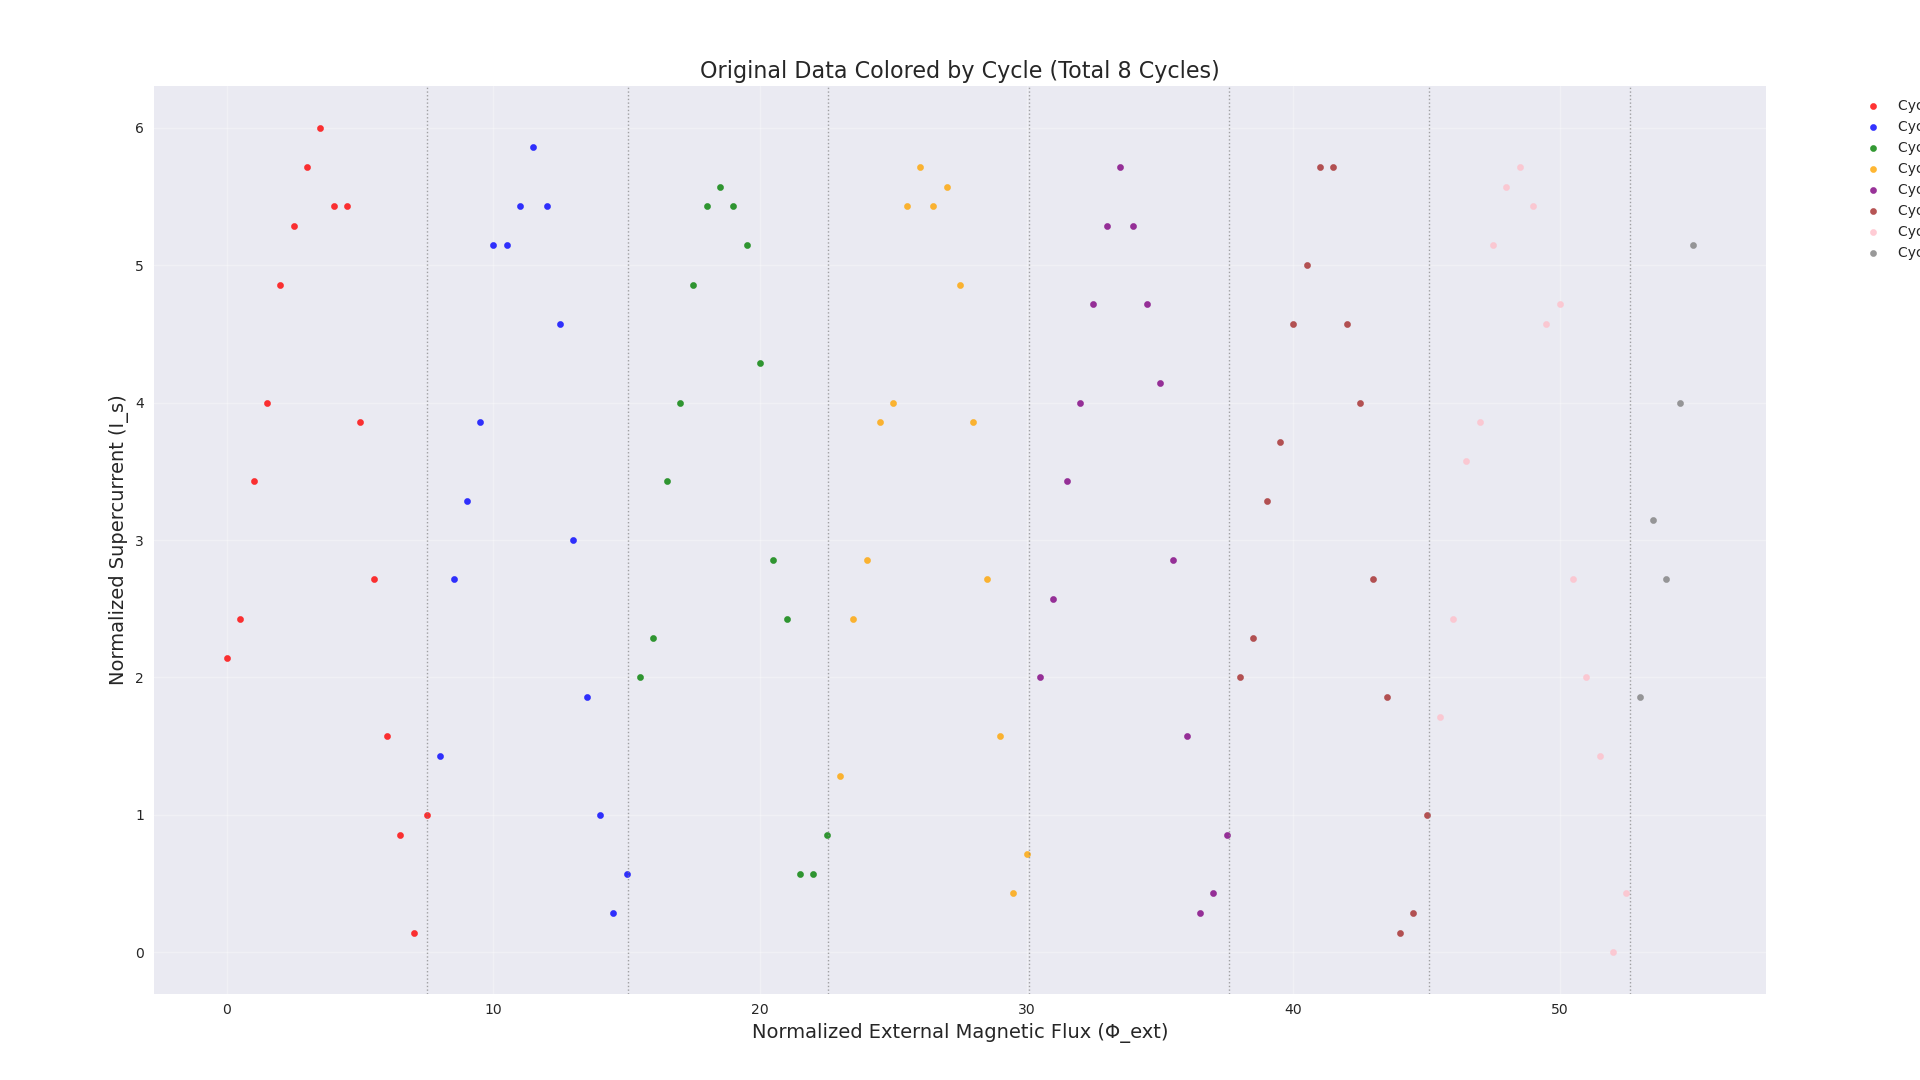 Original Data Colored by Cycle (Total 8 Cycles)
6
5
4
3
2
1
0
Normalized Supercurrent (I_s)
0 10 20 30 40 50
Normalized External Magnetic Flux (Φ_ext)
Cyc
Cyc
Cyc
Cyc
Cyc
Cyc
Cyc
Cyc